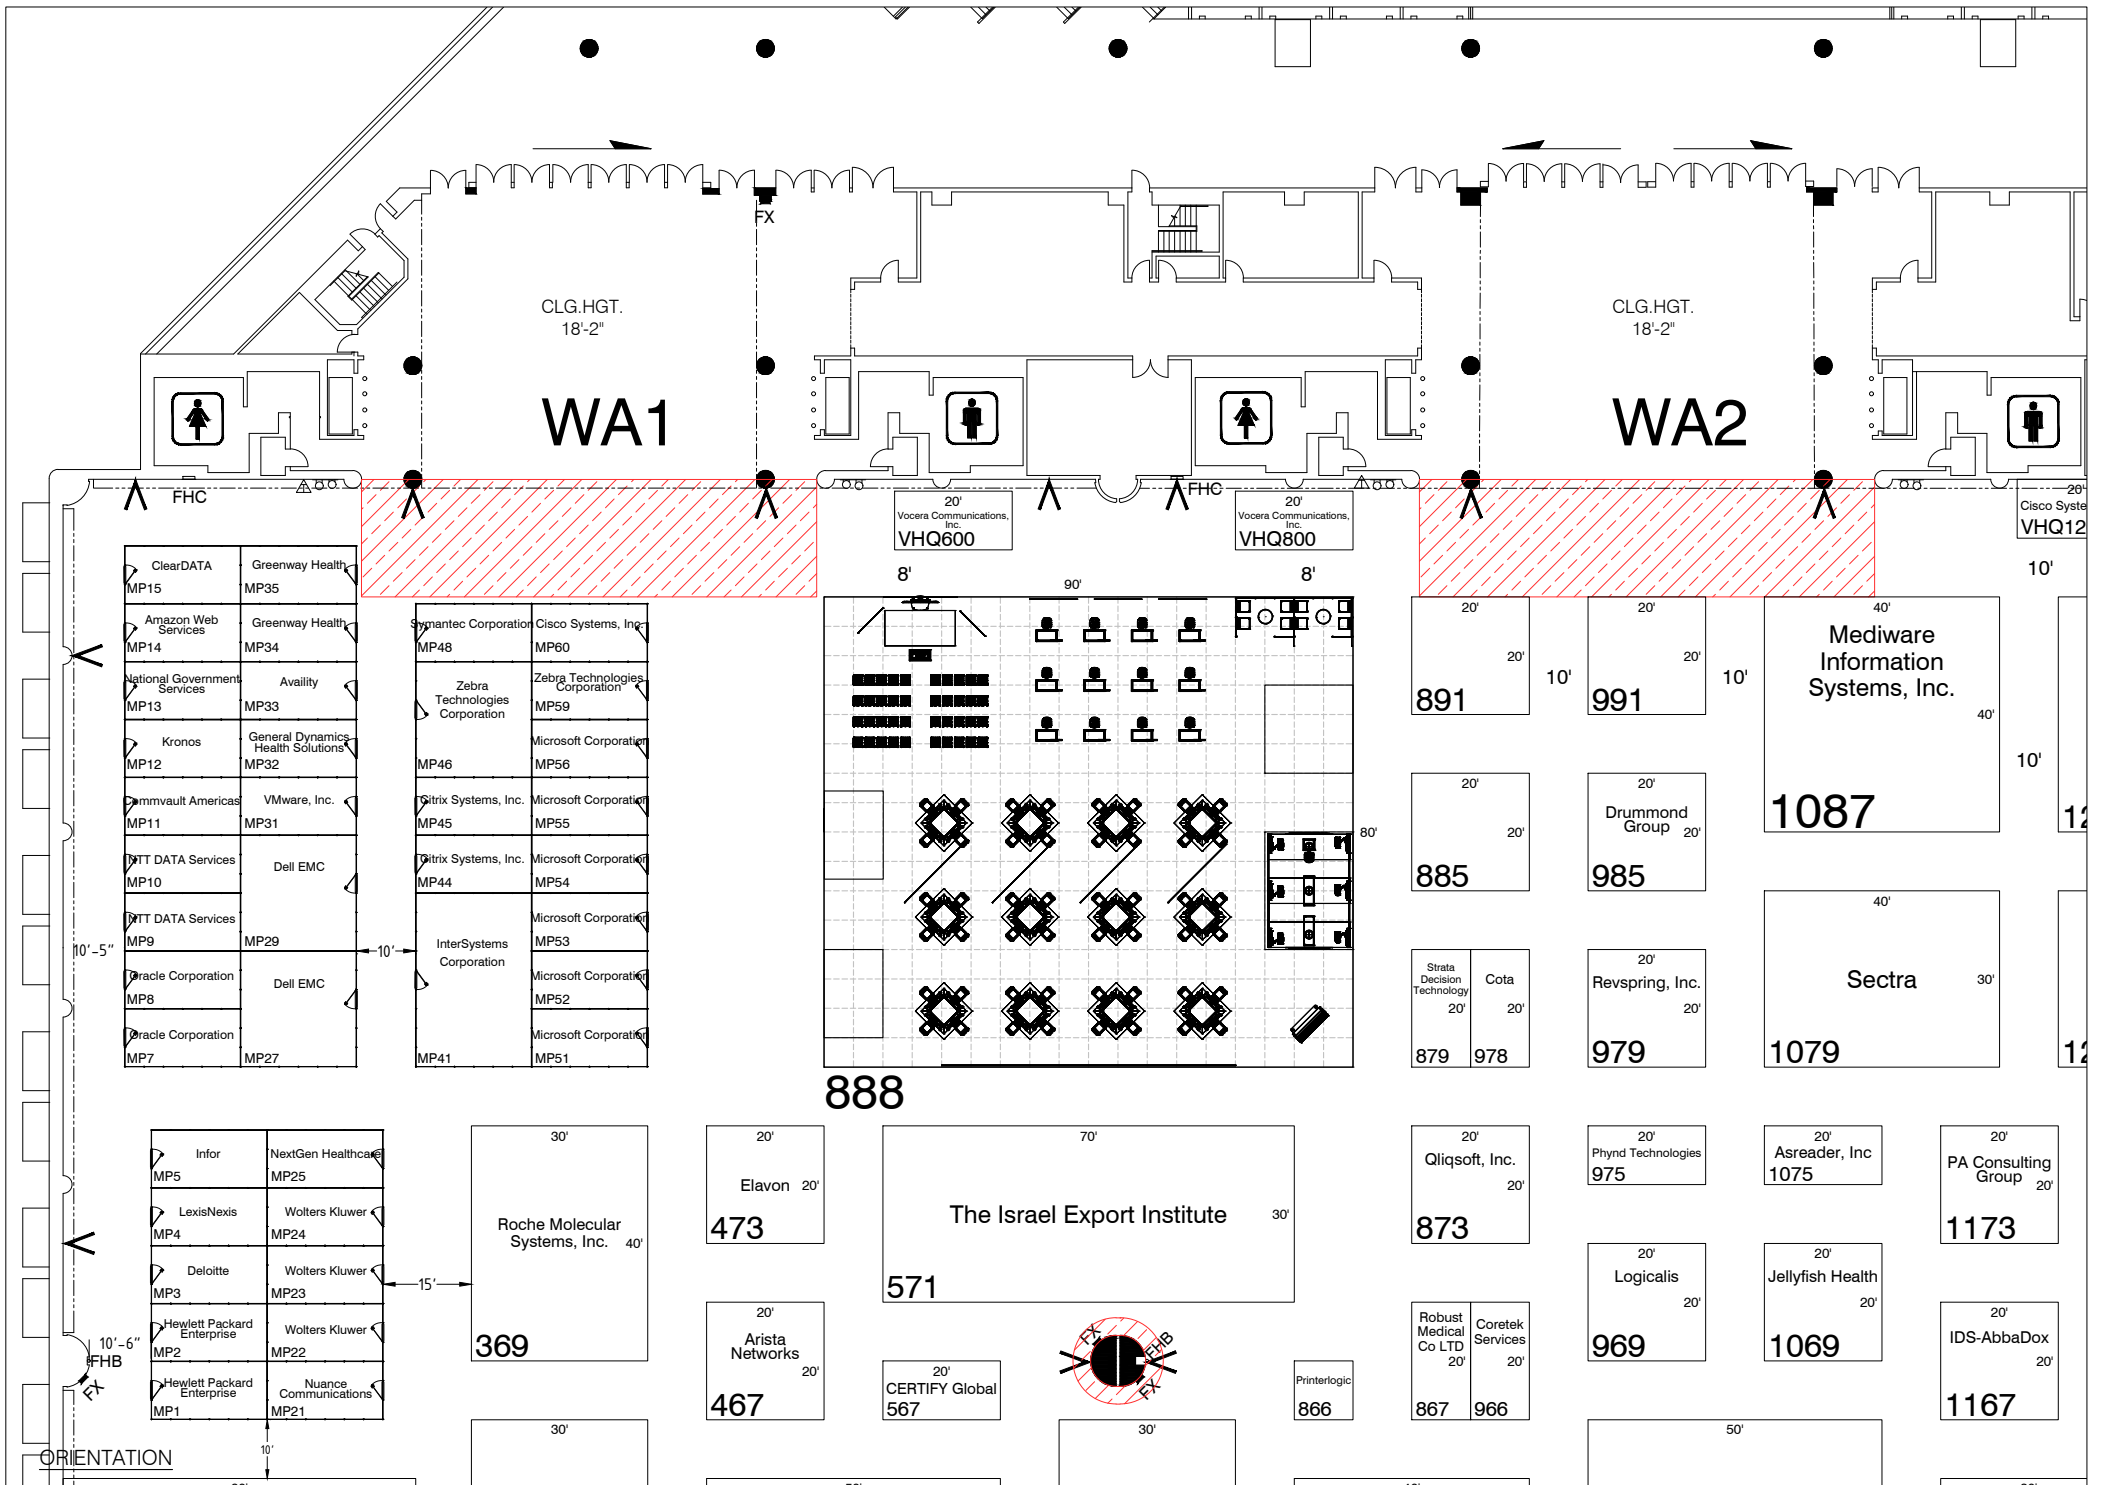 FX
CLG.HGT.
18'-2"
WA1
CLG.HGT.
18'-2"
WA2
FHC
FHC
20'
Vocera Communications,
Inc.
VHQ600
20'
Vocera Communications,
Inc.
VHQ800
20'
Cisco Syste
VHQ12
8'
8'
90'
10'
ClearDATA
MP15
Greenway Health
MP35
Amazon Web
Services
MP14
Greenway Health
MP34
National Government
Services
MP13
Availity
MP33
Kronos
MP12
General Dynamics
Health Solutions
MP32
Commvault Americas
MP11
VMware, Inc.
MP31
NTT DATA Services
MP10
Dell EMC
MP29
NTT DATA Services
MP9
Oracle Corporation
MP8
Dell EMC
MP27
Oracle Corporation
MP7
10'-5"
10'
Symantec Corporation
MP48
Cisco Systems, Inc.
MP60
Zebra
Technologies
Corporation
MP46
Zebra Technologies
Corporation
MP59
Microsoft Corporation
MP56
Citrix Systems, Inc.
MP45
Microsoft Corporation
MP55
Citrix Systems, Inc.
MP44
Microsoft Corporation
MP54
InterSystems
Corporation
MP41
Microsoft Corporation
MP53
Microsoft Corporation
MP52
Microsoft Corporation
MP51
80'
888
20'
20'
891
10'
20'
20'
991
10'
40'
Mediware
Information
Systems, Inc.
40'
1087
10'
12
20'
20'
885
20'
Drummond
Group
20'
985
40'
Sectra
30'
1079
12
Strata
Decision
Technology
20'
879
Cota
20'
978
20'
Revspring, Inc.
20'
979
Infor
MP5
NextGen Healthcare
MP25
LexisNexis
MP4
Wolters Kluwer
MP24
Deloitte
MP3
Wolters Kluwer
MP23
Hewlett Packard
Enterprise
MP2
Wolters Kluwer
MP22
Hewlett Packard
Enterprise
MP1
Nuance
Communications
MP21
15'
10'-6"
FHB
FX
10'
ORIENTATION
30'
Roche Molecular
Systems, Inc.
40'
369
20'
Elavon
20'
473
70'
The Israel Export Institute
30'
571
20'
Qliqsoft, Inc.
20'
873
20'
Phynd Technologies
975
20'
Asreader, Inc
1075
20'
PA Consulting
Group
20'
1173
20'
Arista
Networks
20'
467
20'
CERTIFY Global
567
FX
FHB
FX
Printerlogic
866
Robust
Medical
Co LTD
20'
867
Coretek
Services
20'
966
20'
Logicalis
20'
969
20'
Jellyfish Health
20'
1069
20'
IDS-AbbaDox
20'
1167
30'
30'
50'